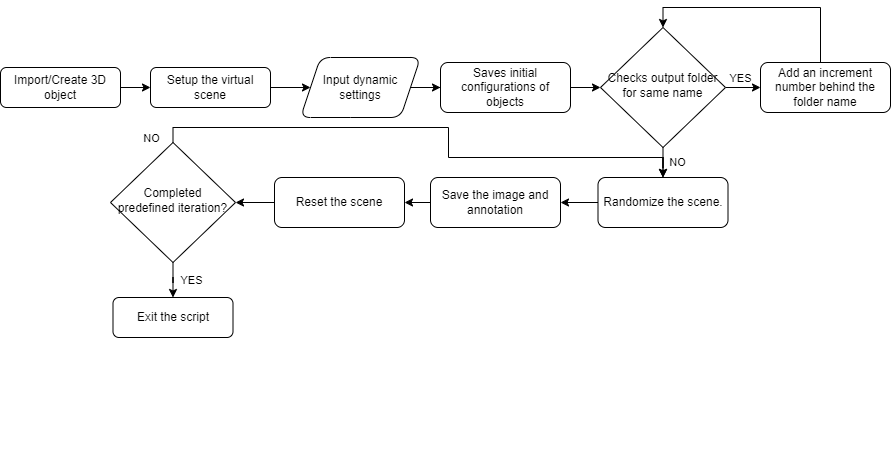 Import/Create 3D
object
Setup the virtual
scene
Input dynamic
settings
Saves initial
configurations of
objects
Checks output folder
for same name
YES
Add an increment
number behind the
folder name
NO
NO
Completed
predefined iteration?
Reset the scene
Save the image and
annotation
Randomize the scene.
YES
Exit the script